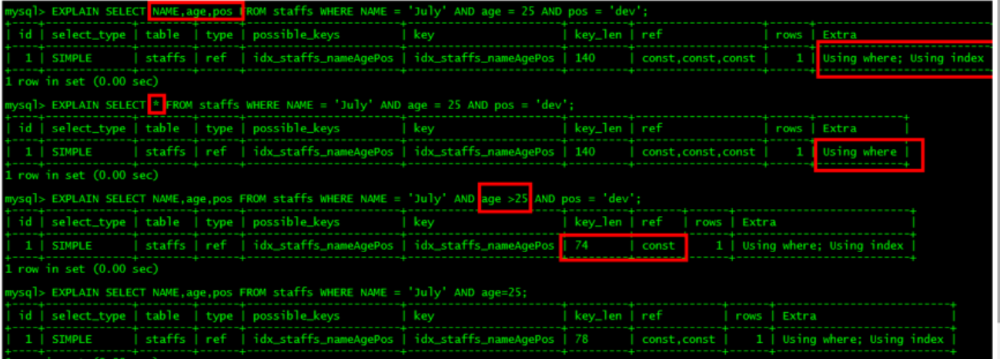 mysql> EXPLAIN SELECT NAME,age,pos FROM staffs WHERE NAME = 'July' AND age = 25 AND pos = 'dev';
| id | select_type | table | type | possible_keys | key | key_len | ref | rows | Extra
| 1 | SIMPLE | staffs | ref | idx_staffs_nameAgePos | idx_staffs_nameAgePos | 140 | const,const,const | 1 | Using where; Using index
1 row in set (0.00 sec)
mysql> EXPLAIN SELECT * FROM staffs WHERE NAME = 'July' AND age = 25 AND pos = 'dev';
| id | select_type | table | type | possible_keys | key | key_len | ref | rows | Extra |
| 1 | SIMPLE | staffs | ref | idx_staffs_nameAgePos | idx_staffs_nameAgePos | 140 | const,const,const | 1 | Using where |
1 row in set (0.00 sec)
mysql> EXPLAIN SELECT NAME,age,pos FROM staffs WHERE NAME = 'July' AND age >25 AND pos = 'dev';
| id | select_type | table | type | possible_keys | key | key_len | ref | rows | Extra |
| 1 | SIMPLE | staffs | ref | idx_staffs_nameAgePos | idx_staffs_nameAgePos | 74 | const | 1 | Using where; Using index |
1 row in set (0.00 sec)
mysql> EXPLAIN SELECT NAME,age,pos FROM staffs WHERE NAME = 'July' AND age=25;
| id | select_type | table | type | possible_keys | key | key_len | ref | rows | Extra |
| 1 | SIMPLE | staffs | ref | idx_staffs_nameAgePos | idx_staffs_nameAgePos | 78 | const,const | 1 | Using where; Using index |